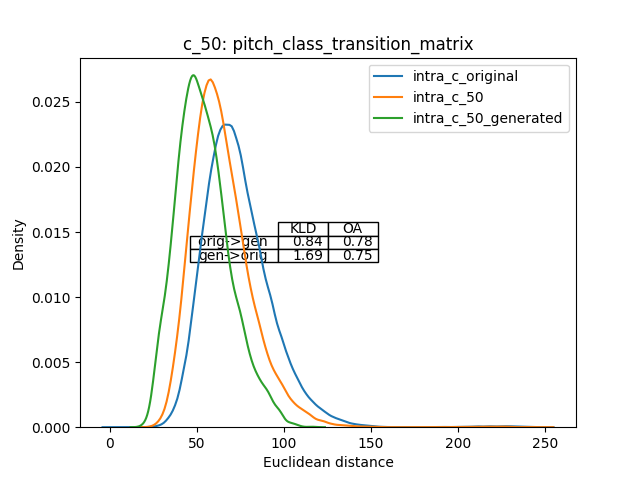 c_50: pitch_class_transition_matrix
intra_c_original
intra_c_50
intra_c_50_generated
Density
0.025
0.020
0.015
0.010
0.005
0.000
KLD OA
orig->gen 0.84 0.78
gen->orig 1.69 0.75
0 50 100 150 200 250
Euclidean distance